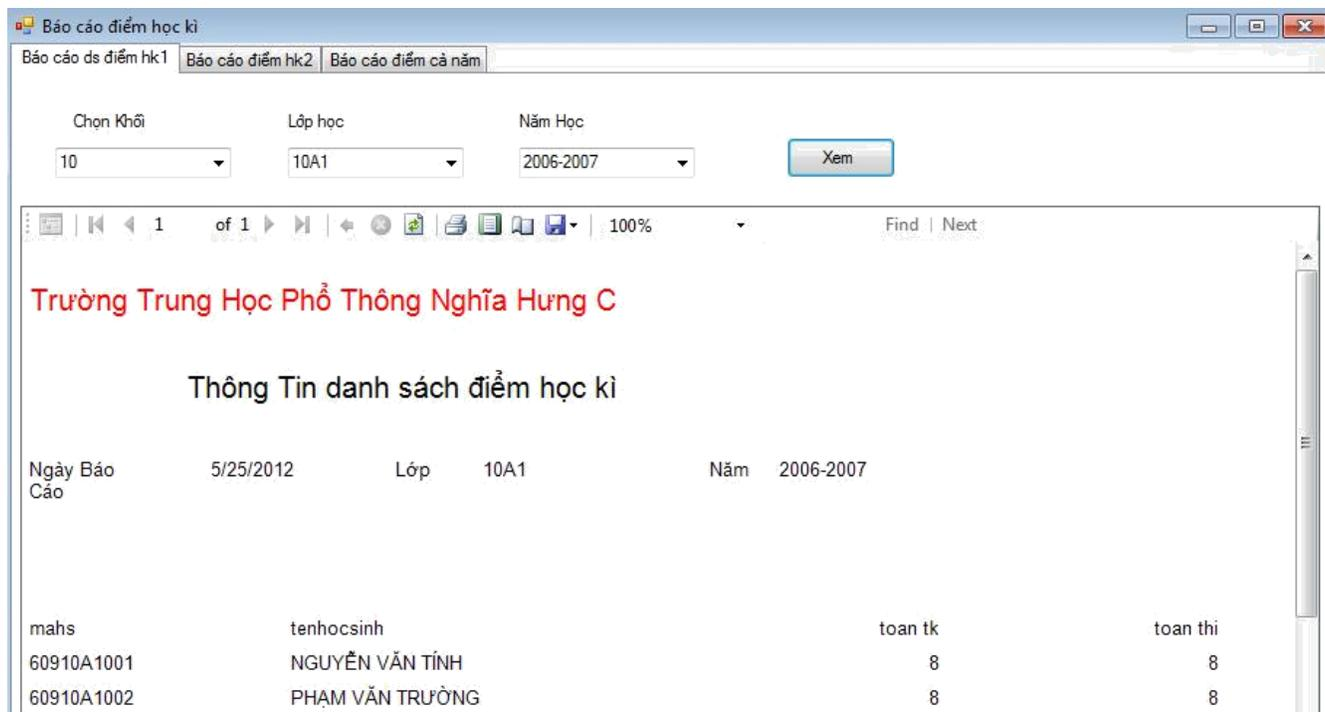 Báo cáo điểm học kì
Báo cáo ds điểm hk1 Báo cáo điểm hk2 Báo cáo điểm cả năm
Chọn Khối Lớp học Năm Học
10 10A1 2006-2007 Xem
1 of 1 100% Find | Next
Trường Trung Học Phổ Thông Nghĩa Hưng C
Thông Tin danh sách điểm học kì
Ngày Báo 5/25/2012 Lớp 10A1 Năm 2006-2007
Cáo
mahs tenhocsinh toan tk toan thi
60910A1001 NGUYỄN VĂN TÍNH 8 8
60910A1002 PHẠM VĂN TRƯỜNG 8 8